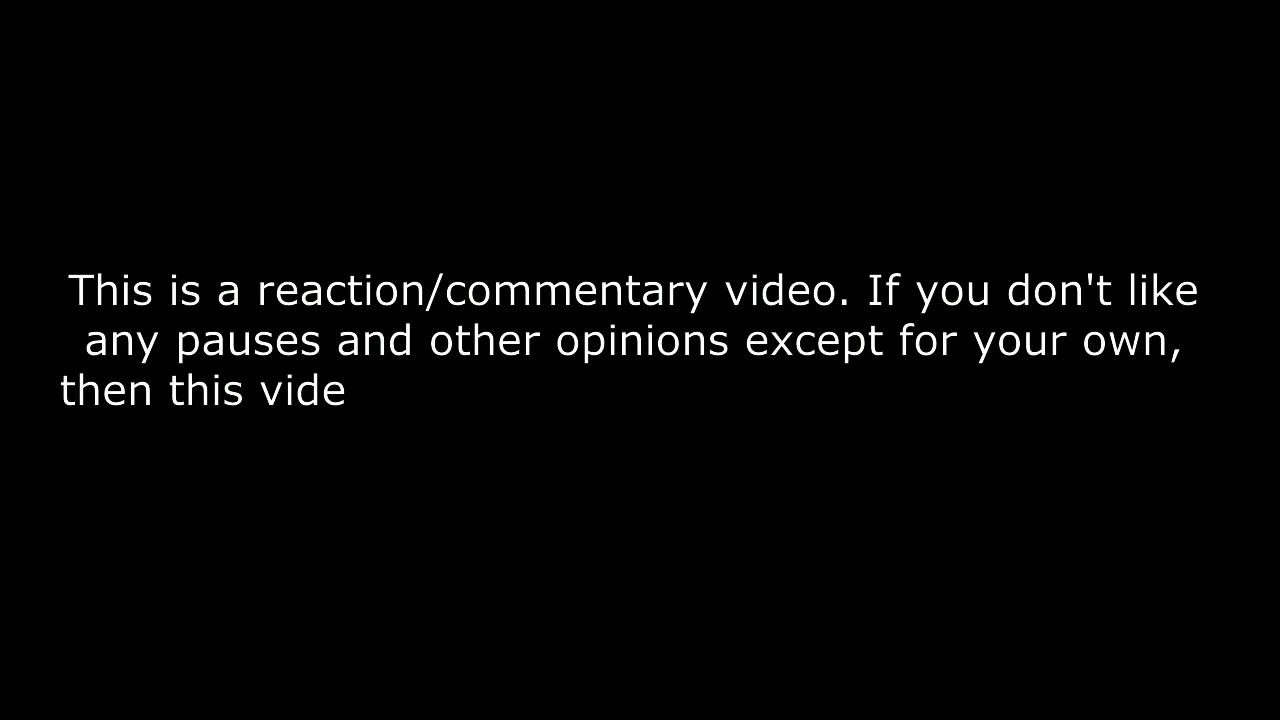 This is a reaction/commentary video. If you don't like
any pauses and other opinions except for your own,
then this vide